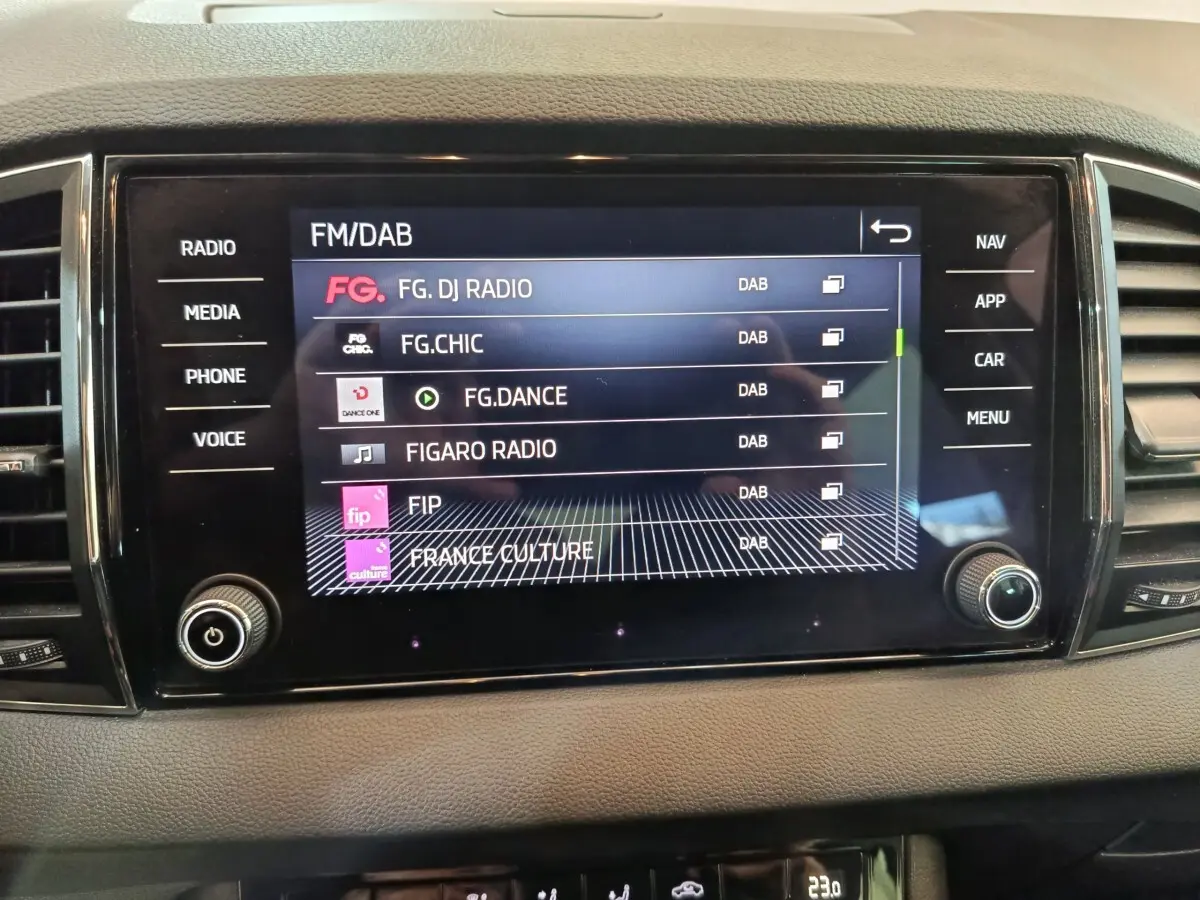 RADIO
MEDIA
PHONE
VOICE
FM/DAB
FG. FG. DJ RADIO DAB
FG CHIC. FG.CHIC DAB
DANCE ONE FG.DANCE DAB
FIGARO RADIO DAB
fip FIP DAB
france culture FRANCE CULTURE DAB
NAV
APP
CAR
MENU
23.0